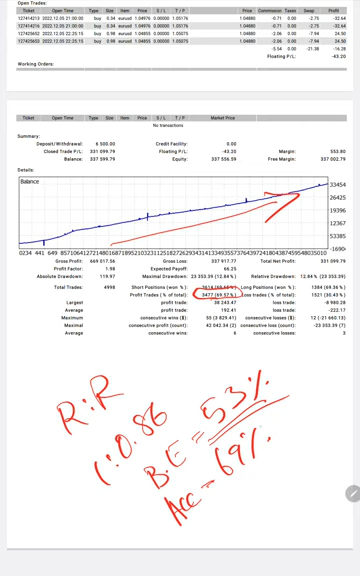 Open Trades:
Ticket Open Time Type Size Item Price S / L T / P Price Commission Taxes Swap Profit
127414213 2022.12.05 21:00:00 buy 0.34 eurusd 1.04976 0.00000 1.05176 1.04880 -0.71 0.00 -2.75 -32.64
127414216 2022.12.05 21:00:00 buy 0.34 eurusd 1.04976 0.00000 1.05176 1.04880 -0.71 0.00 -2.75 -32.64
127425652 2022.12.05 22:25:15 buy 0.98 eurusd 1.04855 0.00000 1.05075 1.04880 -2.06 0.00 -7.94 24.50
127425653 2022.12.05 22:25:15 buy 0.98 eurusd 1.04855 0.00000 1.05075 1.04880 -2.06 0.00 -7.94 24.50
-5.54 0.00 -21.38 -16.28
Floating P/L: -43.20
Working Orders:
Ticket Open Time Type Size Item Price S / L T / P Market Price
No transactions
Summary:
Deposit/Withdrawal: 6 500.00 Credit Facility: 0.00
Closed Trade P/L: 331 099.79 Floating P/L: -43.20 Margin: 553.80
Balance: 337 599.79 Equity: 337 556.59 Free Margin: 337 002.79
Details:
Balance
33454
26425
19396
12367
53385
-1690
Gross Profit: 669 017.56 Gross Loss: 337 917.77 Total Net Profit: 331 099.79
Profit Factor: 1.98 Expected Payoff: 66.25
Absolute Drawdown: 119.97 Maximal Drawdown: 23 353.39 (12.84 %) Relative Drawdown: 12.84 % (23 353.39)
Total Trades: 4998 Short Positions (won %): Long Positions (won %): 1384 (69.36 %)
Profit Trades (% of total): 3477 (69.57 %) Loss trades (% of total): 1521 (30.43 %)
Largest profit trade: 38 243.47 loss trade: -8 980.28
Average profit trade: 192.41 loss trade: -222.17
Maximum consecutive wins ($): 55 (3 829.41) consecutive losses ($): 12 (-21 660.13)
Maximal consecutive profit (count): 42 042.34 (2) consecutive loss (count): -23 353.39 (7)
Average consecutive wins: 6 consecutive losses: 3
R:R
1:0.86
B.E = 53%
Acc - 69%